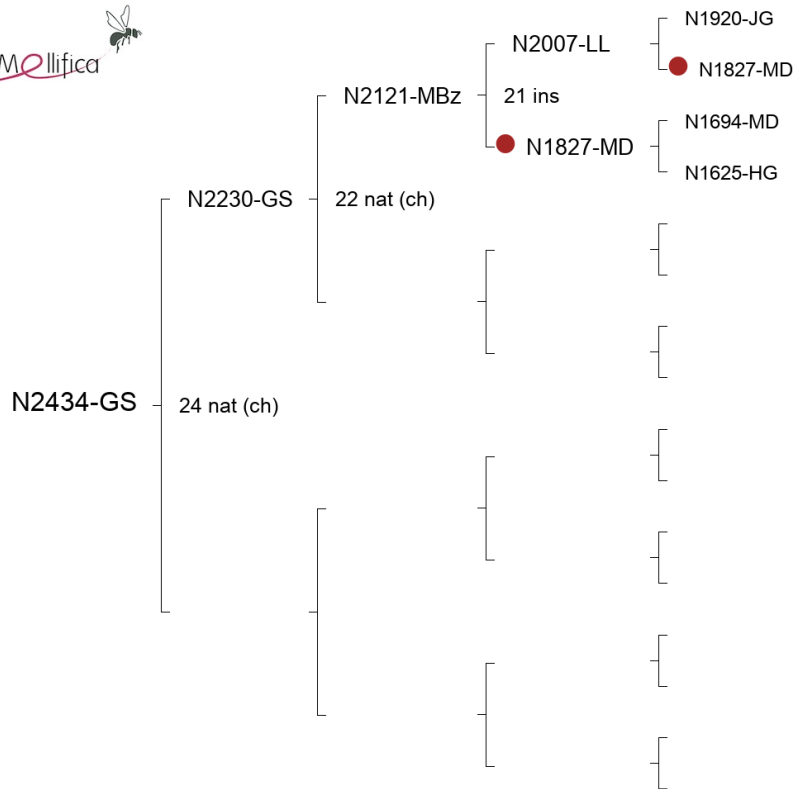 Mellifica
N1920-JG
N2007-LL
N1827-MD
N2121-MBz
21 ins
N1694-MD
N1827-MD
N1625-HG
N2230-GS
22 nat (ch)
N2434-GS
24 nat (ch)